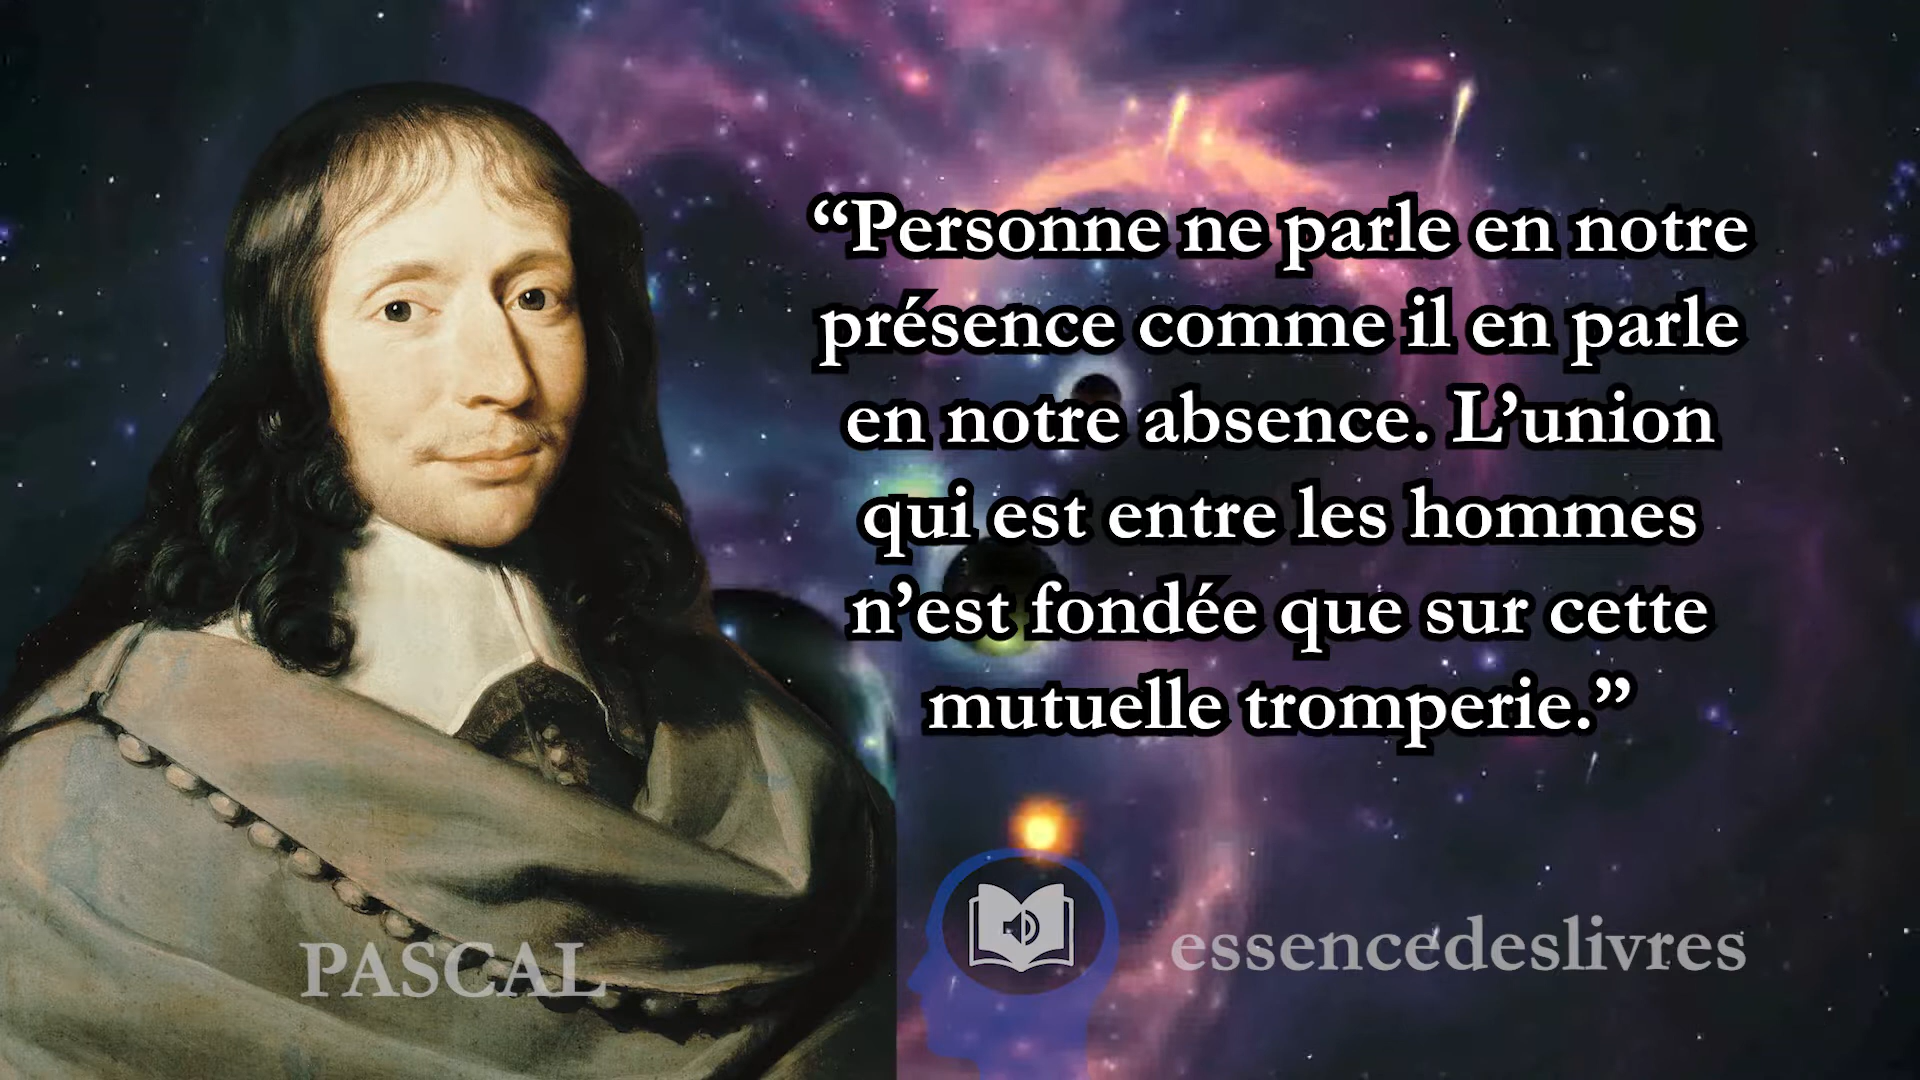 “Personne ne parle en notre
présence comme il en parle
en notre absence. L’union
qui est entre les hommes
n’est fondée que sur cette
mutuelle tromperie.”
PASCAL
essencedeslivres